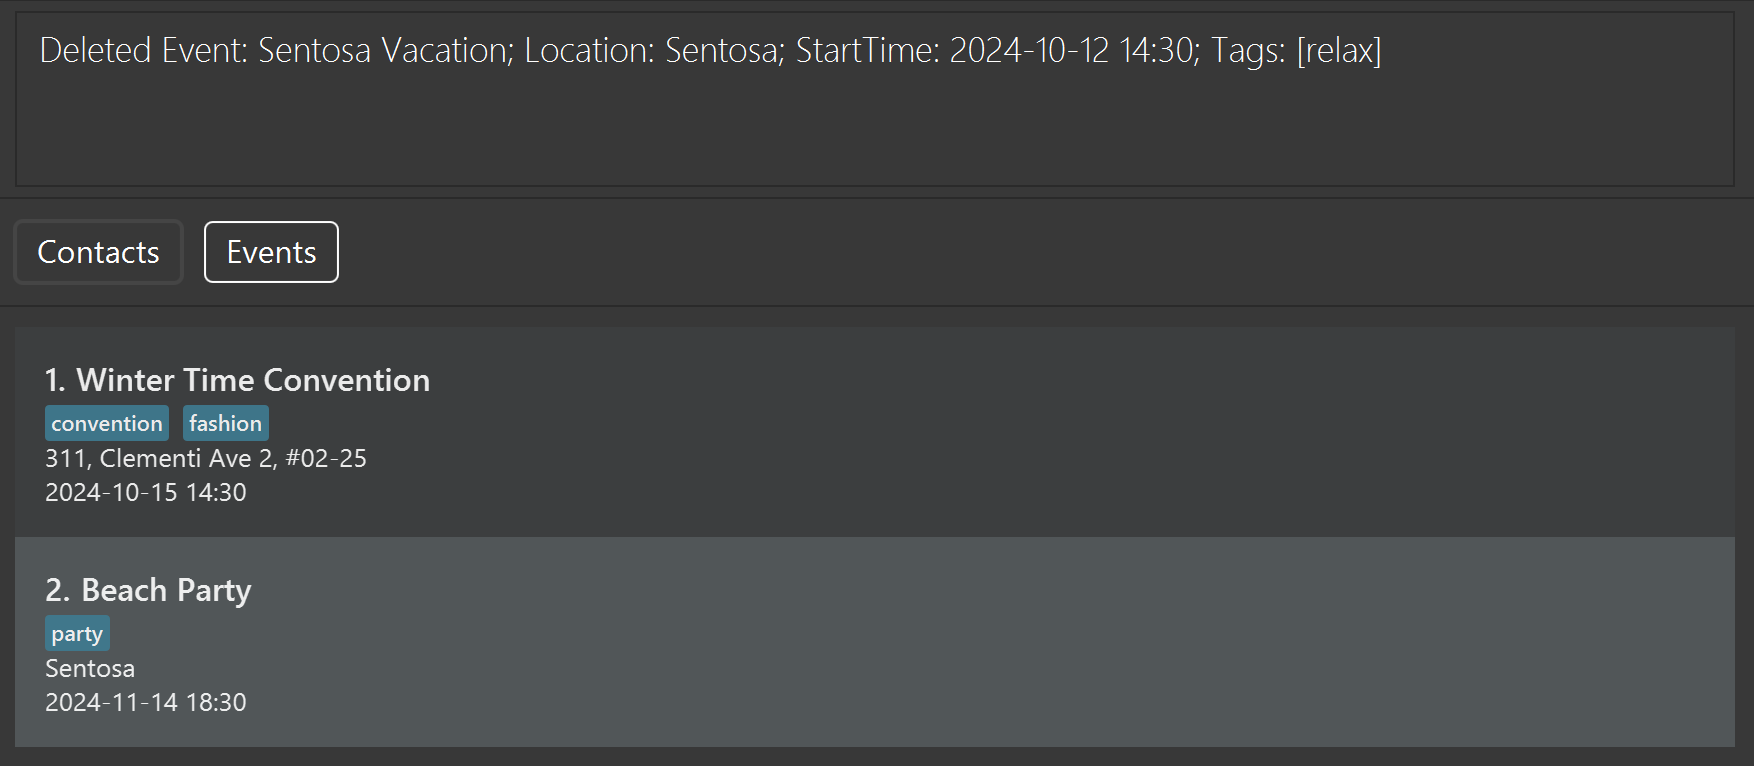 Deleted Event: Sentosa Vacation; Location: Sentosa; StartTime: 2024-10-12 14:30; Tags: [relax]
Contacts
Events
1. Winter Time Convention
convention fashion
311, Clementi Ave 2, #02-25
2024-10-15 14:30
2. Beach Party
party
Sentosa
2024-11-14 18:30